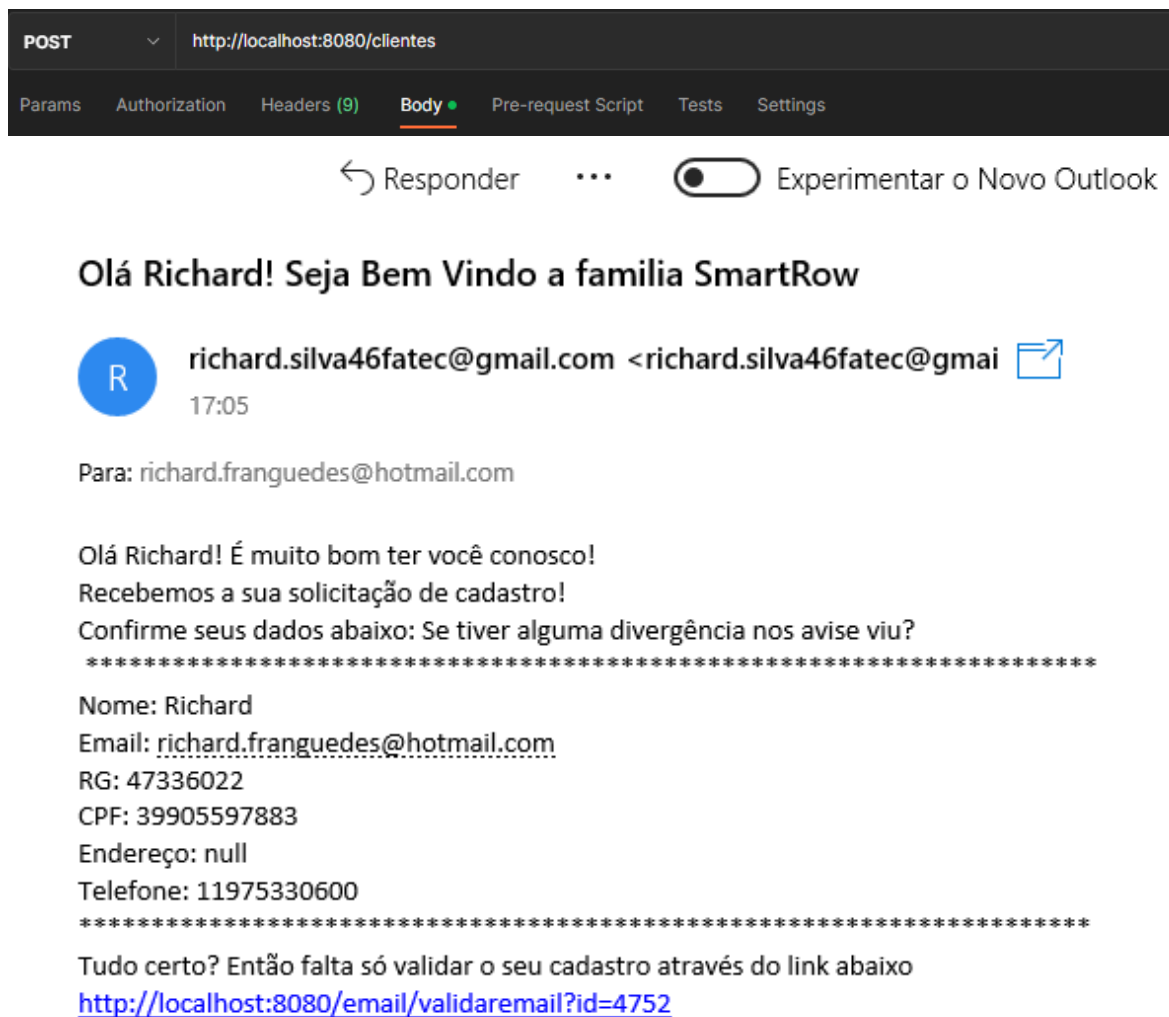 POST http://localhost:8080/clientes
Params Authorization Headers (9) Body Pre-request Script Tests Settings
Responder ... Experimentar o Novo Outlook
Olá Richard! Seja Bem Vindo a familia SmartRow
R
richard.silva46fatec@gmail.com <richard.silva46fatec@gmai
17:05
Para: richard.franguedes@hotmail.com
Olá Richard! É muito bom ter você conosco!
Recebemos a sua solicitação de cadastro!
Confirme seus dados abaixo: Se tiver alguma divergência nos avise viu?
**********************************************************************
Nome: Richard
Email: richard.franguedes@hotmail.com
RG: 47336022
CPF: 39905597883
Endereço: null
Telefone: 11975330600
**********************************************************************
Tudo certo? Então falta só validar o seu cadastro através do link abaixo
http://localhost:8080/email/validaremail?id=4752